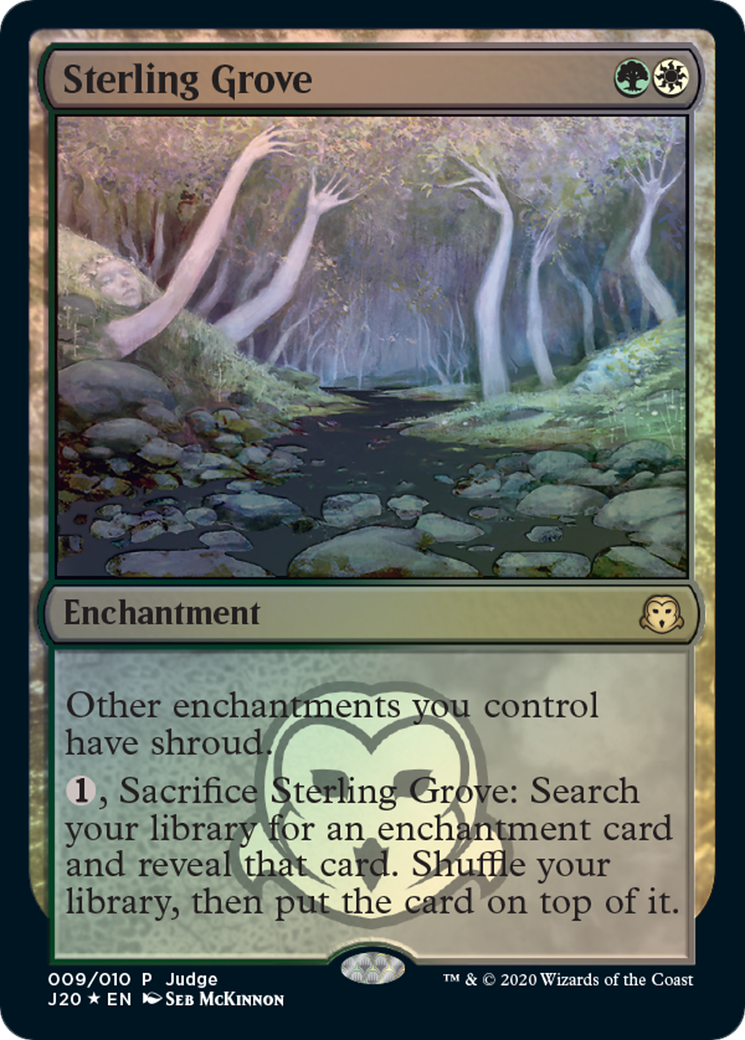 Sterling Grove
Enchantment
Other enchantments you control
have shroud.
1, Sacrifice Sterling Grove: Search
your library for an enchantment card
and reveal that card. Shuffle your
library, then put the card on top of it.
009/010 P Judge
J20 ★ EN Seb McKinnon
™ & © 2020 Wizards of the Coast